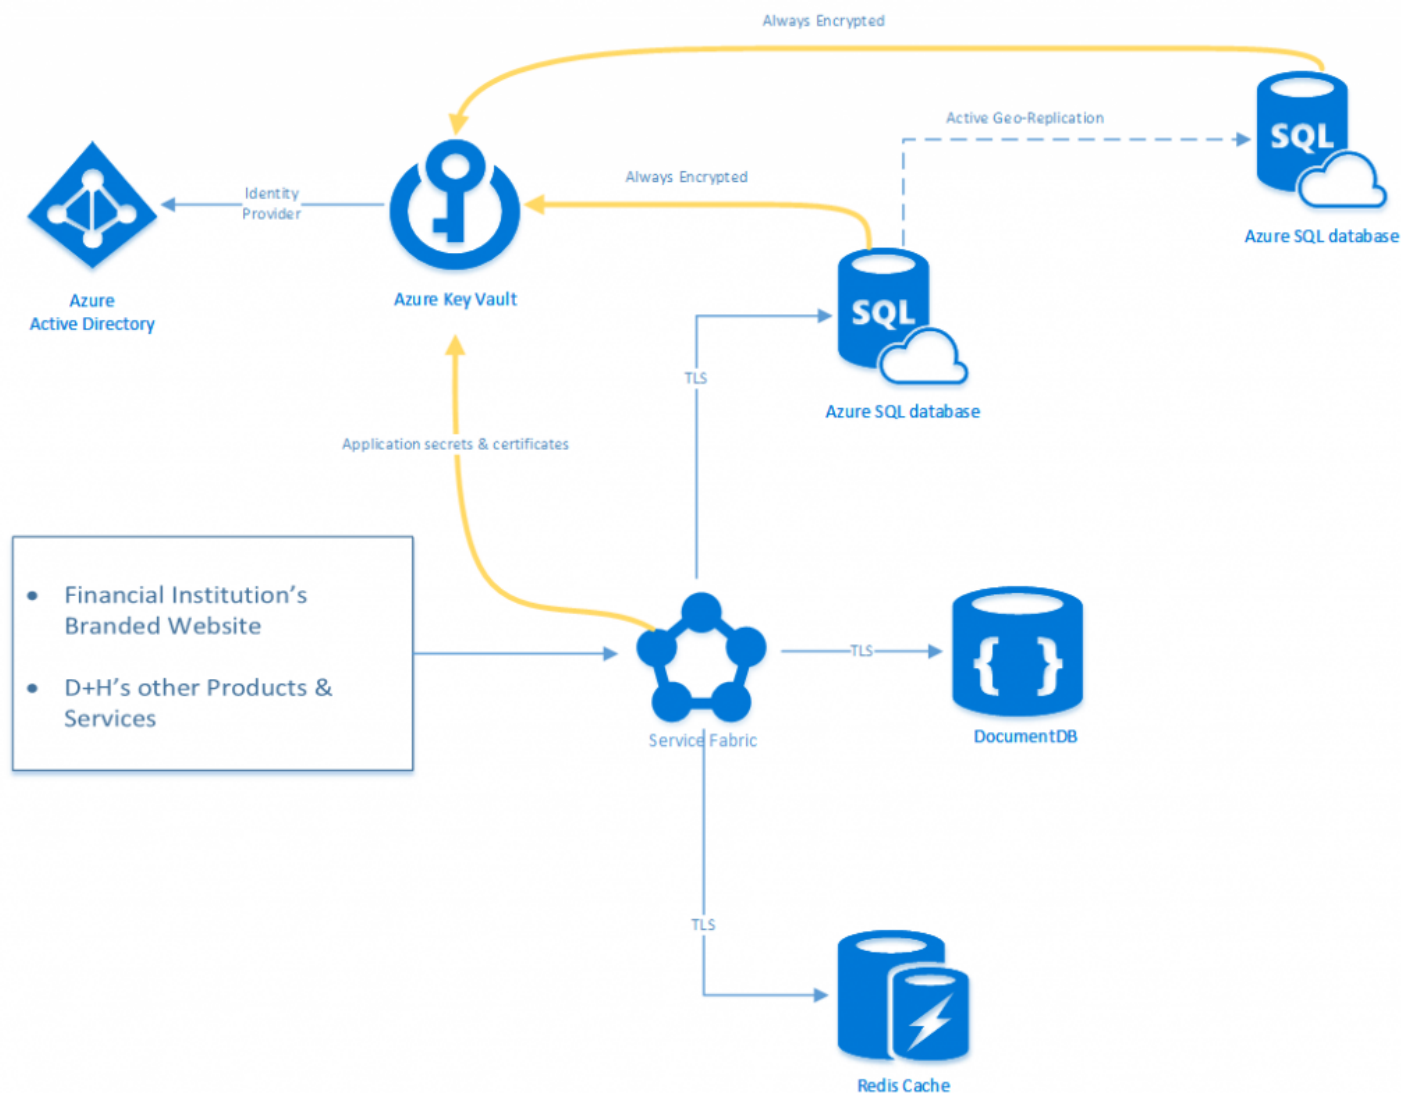 Always Encrypted
Active Geo-Replication
SQL
Always Encrypted
Identity
Provider
Azure SQL database
Azure
Active Directory
Azure Key Vault
SQL
TLS
Azure SQL database
Application secrets & certificates
• Financial Institution's
Branded Website
• D+H's other Products &
Services
TLS
{ }
Service Fabric
DocumentDB
TLS
Redis Cache